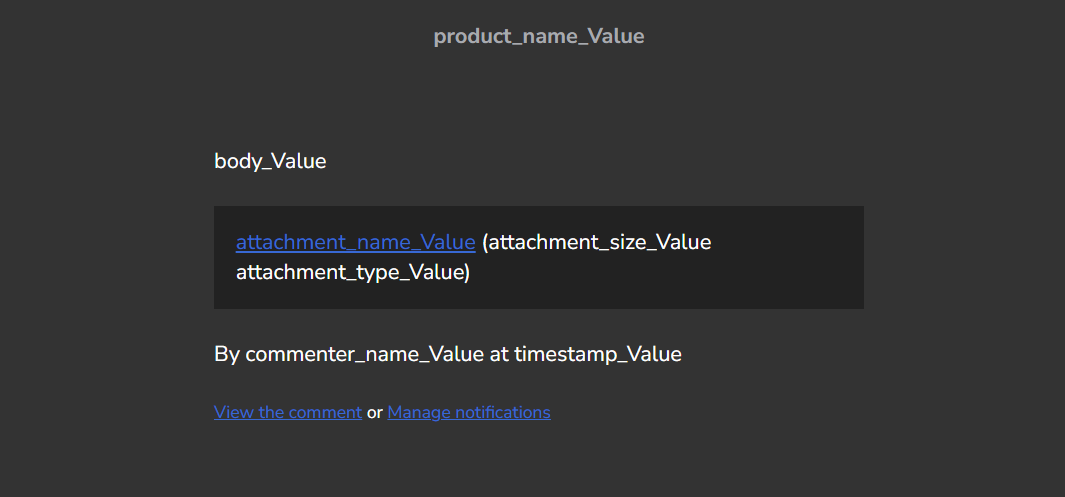 product_name_Value
body_Value
attachment_name_Value (attachment_size_Value
attachment_type_Value)
By commenter_name_Value at timestamp_Value
View the comment or Manage notifications